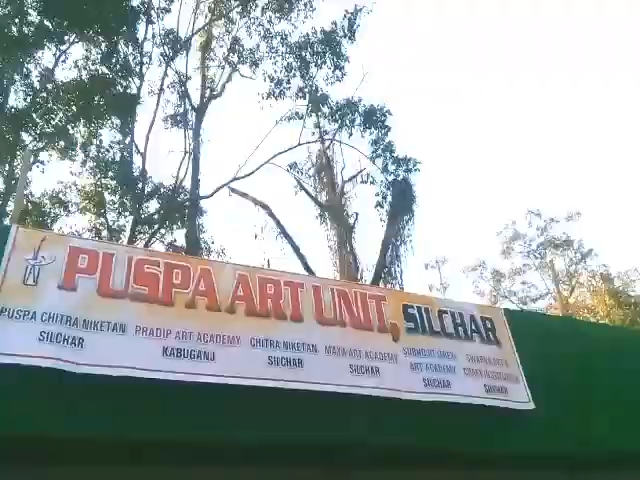 PUSPA ART UNIT, SILCHAR
PUSPA CHITRA NIKETAN
SILCHAR
PRADIP ART ACADEMY
KABUGANJ
CHITRA NIKETAN
SILCHAR
MAYA ART ACADEMY
SILCHAR
ART ACADEMY
SILCHAR
SILCHAR